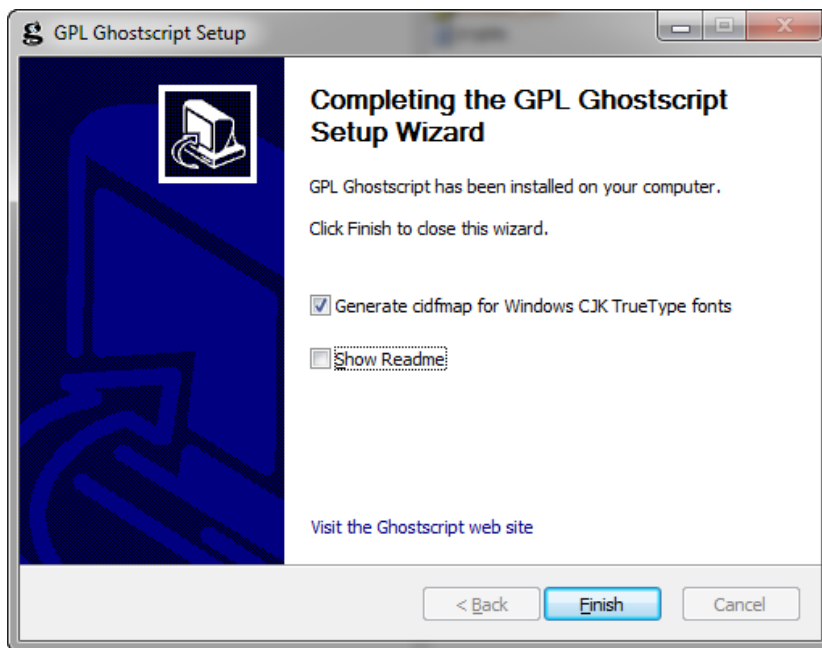 GPL Ghostscript Setup
Completing the GPL Ghostscript
Setup Wizard
GPL Ghostscript has been installed on your computer.
Click Finish to close this wizard.
Generate cidfmap for Windows CJK TrueType fonts
Show Readme
Visit the Ghostscript web site
< Back
Finish
Cancel